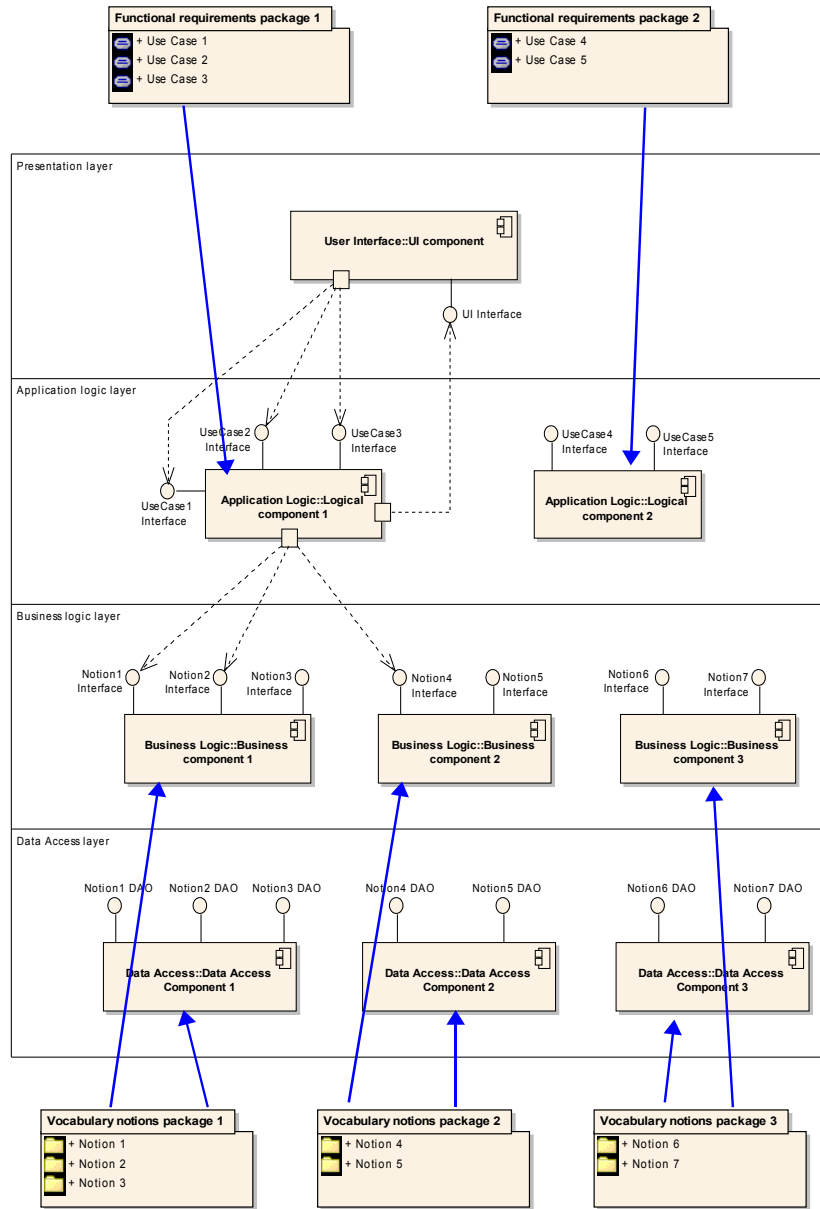 Functional requirements package 1
+ Use Case 1
+ Use Case 2
+ Use Case 3
Functional requirements package 2
+ Use Case 4
+ Use Case 5
Presentation layer
User Interface::UI component
UI Interface
Application logic layer
UseCase2
Interface
UseCase3
Interface
UseCase4
Interface
UseCase5
Interface
UseCase1
Interface
Application Logic::Logical
component 1
Application Logic::Logical
component 2
Business logic layer
Notion1
Interface
Notion2
Interface
Notion3
Interface
Notion4
Interface
Notion5
Interface
Notion6
Interface
Notion7
Interface
Business Logic::Business
component 1
Business Logic::Business
component 2
Business Logic::Business
component 3
Data Access layer
Notion1 DAO
Notion2 DAO
Notion3 DAO
Notion4 DAO
Notion5 DAO
Notion6 DAO
Notion7 DAO
Data Access::Data Access
Component 1
Data Access::Data Access
Component 2
Data Access::Data Access
Component 3
Vocabulary notions package 1
+ Notion 1
+ Notion 2
+ Notion 3
Vocabulary notions package 2
+ Notion 4
+ Notion 5
Vocabulary notions package 3
+ Notion 6
+ Notion 7